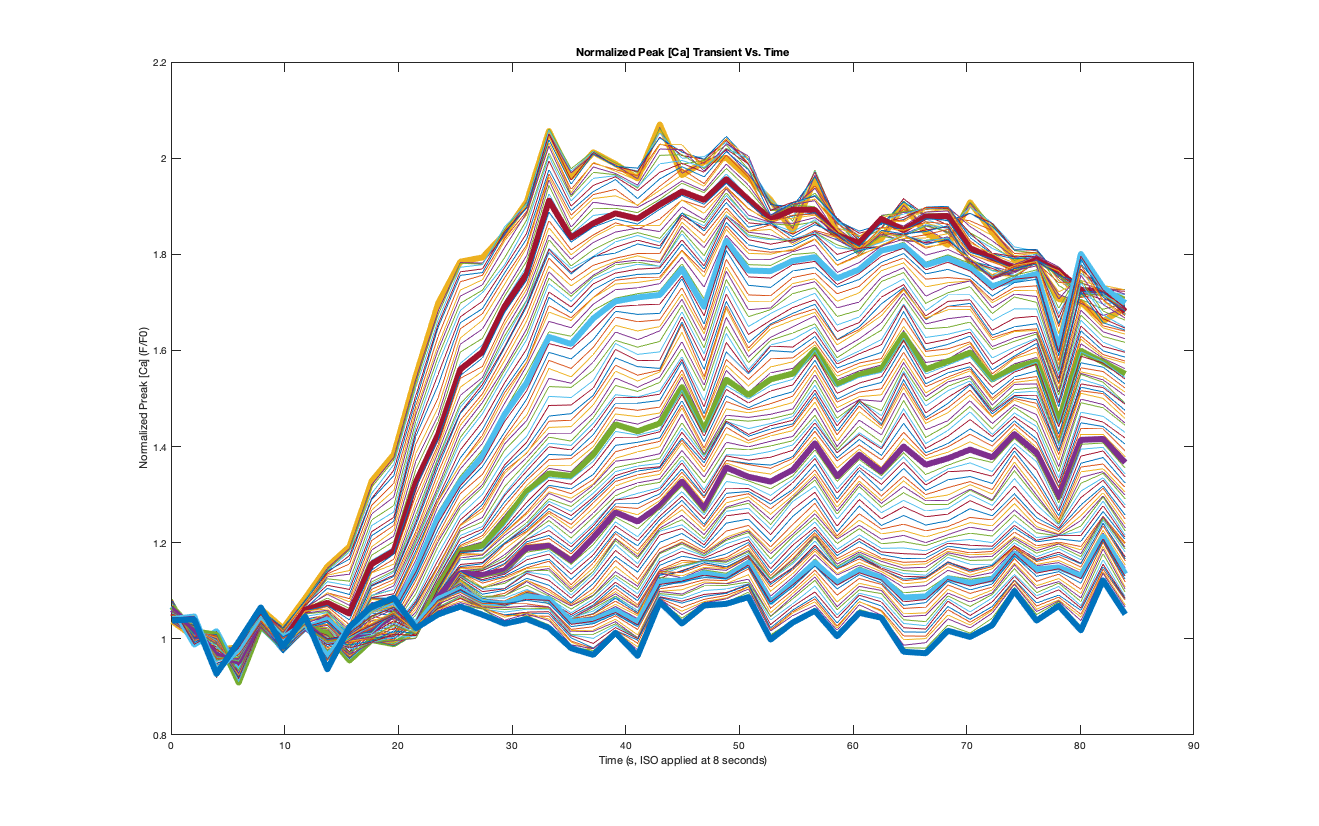 Normalized Peak [Ca] Transient Vs. Time
2.2
2
1.8
1.6
1.4
1.2
1
0.8
Normalized Preak [Ca] (F/F0)
0 10 20 30 40 50 60 70 80 90
Time (s, ISO applied at 8 seconds)